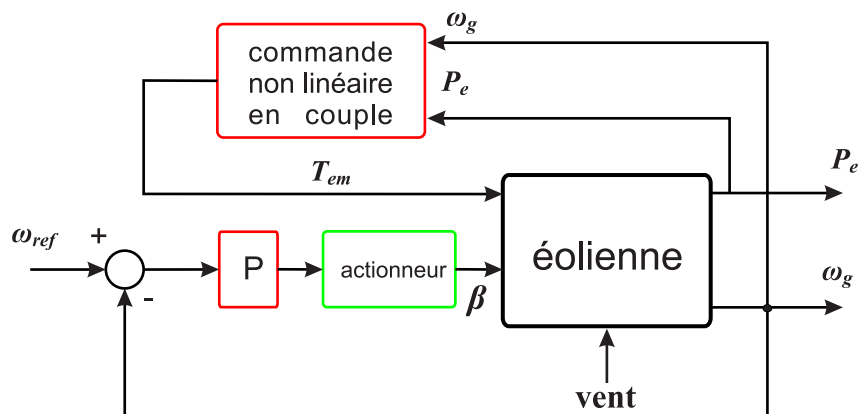 ω_g
commande
non linéaire
en couple
P_e
T_em
P_e
ω_ref
+
-
P
actionneur
β
éolienne
ω_g
vent